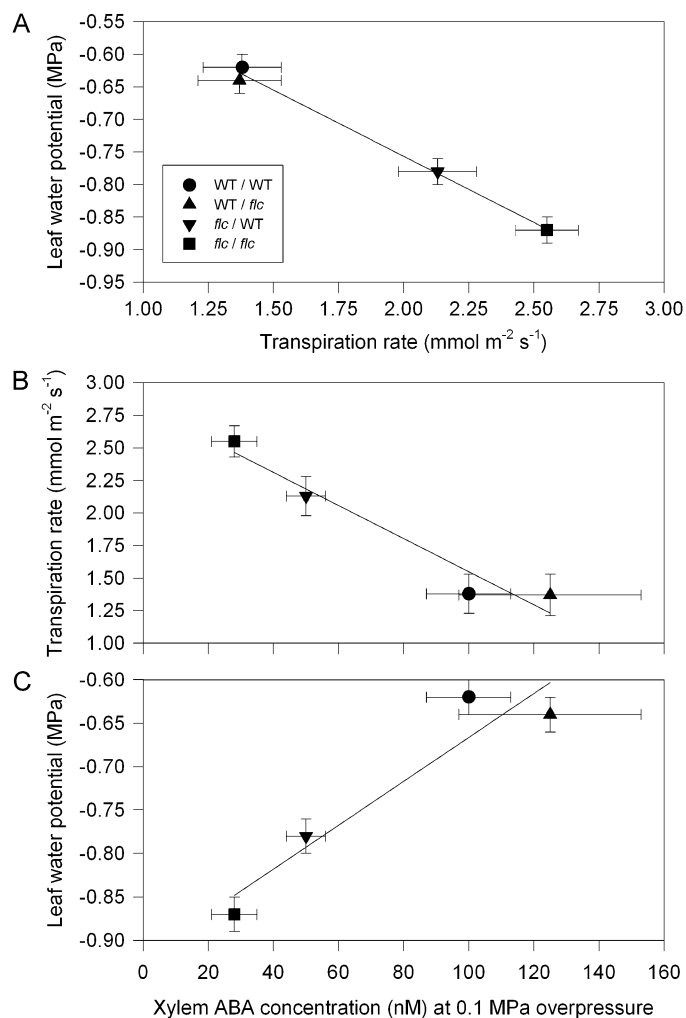 A
Leaf water potential (MPa)
-0.55
-0.60
-0.65
-0.70
-0.75
-0.80
-0.85
-0.90
-0.95
WT / WT
WT / flc
flc / WT
flc / flc
1.00 1.25 1.50 1.75 2.00 2.25 2.50 2.75 3.00
Transpiration rate (mmol m⁻² s⁻¹)
B
Transpiration rate (mmol m⁻² s⁻¹)
3.00
2.75
2.50
2.25
2.00
1.75
1.50
1.25
1.00
C
Leaf water potential (MPa)
-0.60
-0.65
-0.70
-0.75
-0.80
-0.85
-0.90
0 20 40 60 80 100 120 140 160
Xylem ABA concentration (nM) at 0.1 MPa overpressure